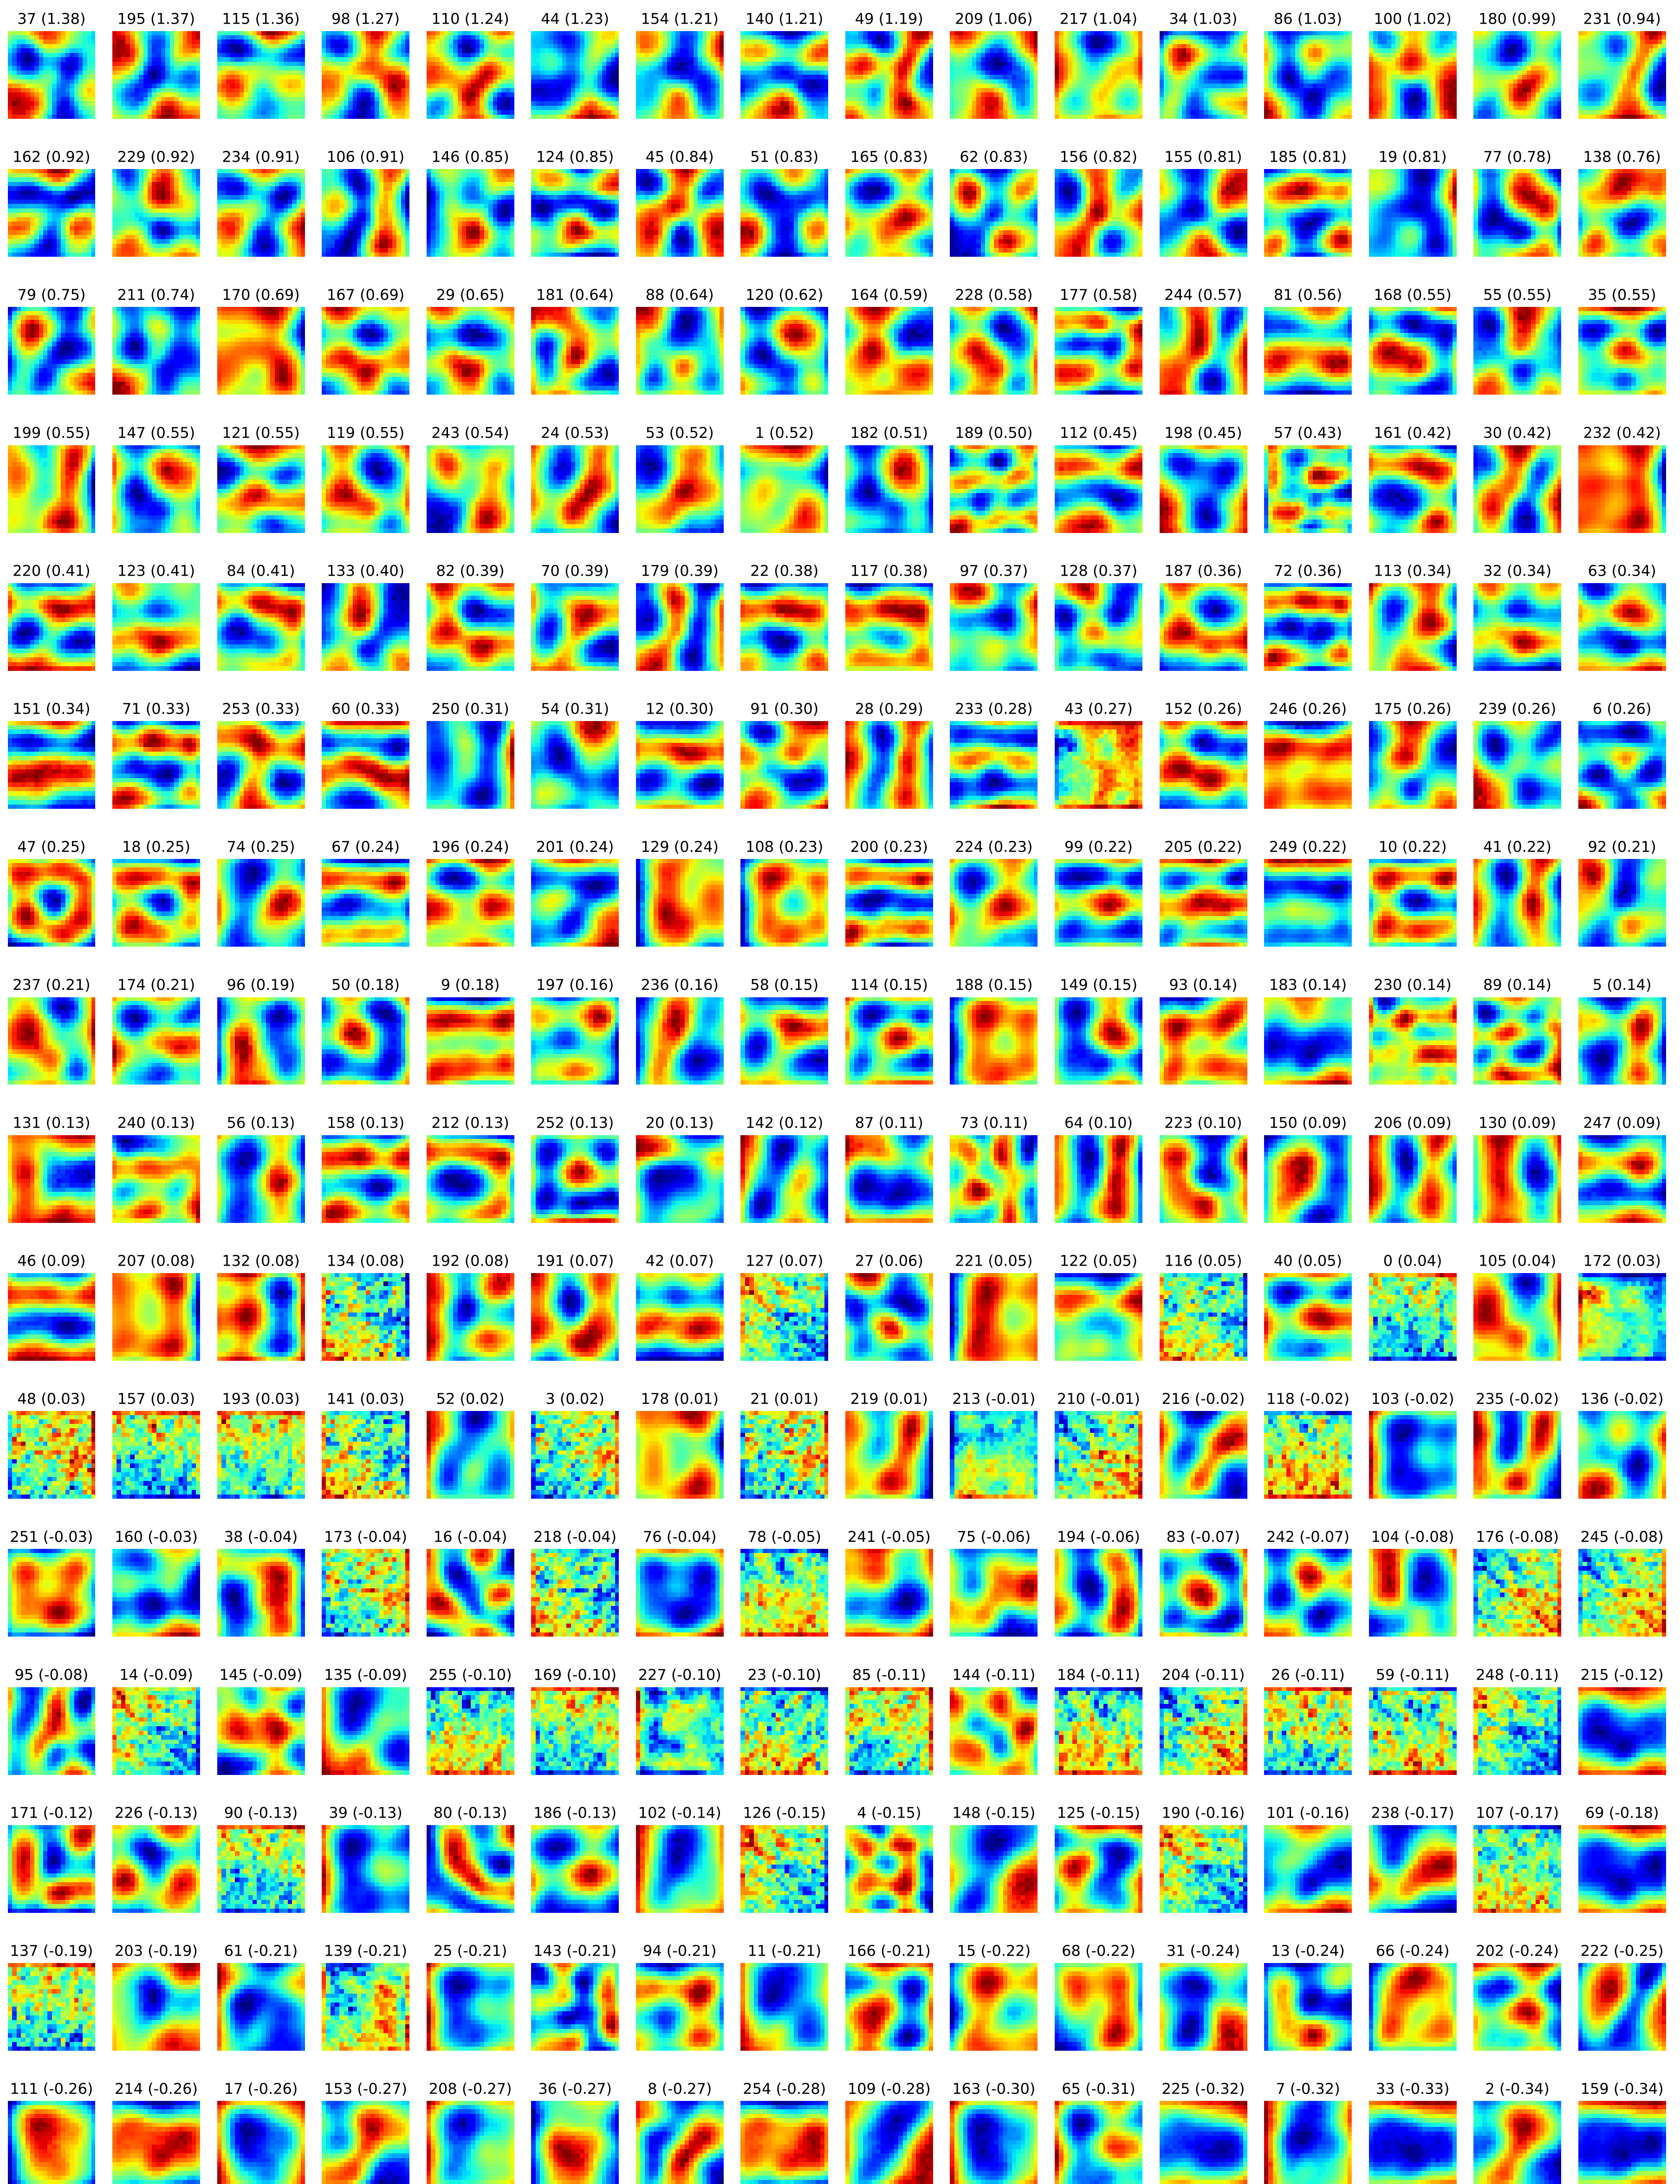 37 (1.38) 195 (1.37) 115 (1.36) 98 (1.27) 110 (1.24) 44 (1.23) 154 (1.21) 140 (1.21) 49 (1.19) 209 (1.06) 217 (1.04) 34 (1.03) 86 (1.03) 100 (1.02) 180 (0.99) 231 (0.94)
162 (0.92) 229 (0.92) 234 (0.91) 106 (0.91) 146 (0.85) 124 (0.85) 45 (0.84) 51 (0.83) 165 (0.83) 62 (0.83) 156 (0.82) 155 (0.81) 185 (0.81) 19 (0.81) 77 (0.78) 138 (0.76)
79 (0.75) 211 (0.74) 170 (0.69) 167 (0.69) 29 (0.65) 181 (0.64) 88 (0.64) 120 (0.62) 164 (0.59) 228 (0.58) 177 (0.58) 244 (0.57) 81 (0.56) 168 (0.55) 55 (0.55) 35 (0.55)
199 (0.55) 147 (0.55) 121 (0.55) 119 (0.55) 243 (0.54) 24 (0.53) 53 (0.52) 1 (0.52) 182 (0.51) 189 (0.50) 112 (0.45) 198 (0.45) 57 (0.43) 161 (0.42) 30 (0.42) 232 (0.42)
220 (0.41) 123 (0.41) 84 (0.41) 133 (0.40) 82 (0.39) 70 (0.39) 179 (0.39) 22 (0.38) 117 (0.38) 97 (0.37) 128 (0.37) 187 (0.36) 72 (0.36) 113 (0.34) 32 (0.34) 63 (0.34)
151 (0.34) 71 (0.33) 253 (0.33) 60 (0.33) 250 (0.31) 54 (0.31) 12 (0.30) 91 (0.30) 28 (0.29) 233 (0.28) 43 (0.27) 152 (0.26) 246 (0.26) 175 (0.26) 239 (0.26) 6 (0.26)
47 (0.25) 18 (0.25) 74 (0.25) 67 (0.24) 196 (0.24) 201 (0.24) 129 (0.24) 108 (0.23) 200 (0.23) 224 (0.23) 99 (0.22) 205 (0.22) 249 (0.22) 10 (0.22) 41 (0.22) 92 (0.21)
237 (0.21) 174 (0.21) 96 (0.19) 50 (0.18) 9 (0.18) 197 (0.16) 236 (0.16) 58 (0.15) 114 (0.15) 188 (0.15) 149 (0.15) 93 (0.14) 183 (0.14) 230 (0.14) 89 (0.14) 5 (0.14)
131 (0.13) 240 (0.13) 56 (0.13) 158 (0.13) 212 (0.13) 252 (0.13) 20 (0.13) 142 (0.12) 87 (0.11) 73 (0.11) 64 (0.10) 223 (0.10) 150 (0.09) 206 (0.09) 130 (0.09) 247 (0.09)
46 (0.09) 207 (0.08) 132 (0.08) 134 (0.08) 192 (0.08) 191 (0.07) 42 (0.07) 127 (0.07) 27 (0.06) 221 (0.05) 122 (0.05) 116 (0.05) 40 (0.05) 0 (0.04) 105 (0.04) 172 (0.03)
48 (0.03) 157 (0.03) 193 (0.03) 141 (0.03) 52 (0.02) 3 (0.02) 178 (0.01) 21 (0.01) 219 (0.01) 213 (-0.01) 210 (-0.01) 216 (-0.02) 118 (-0.02) 103 (-0.02) 235 (-0.02) 136 (-0.02)
251 (-0.03) 160 (-0.03) 38 (-0.04) 173 (-0.04) 16 (-0.04) 218 (-0.04) 76 (-0.04) 78 (-0.05) 241 (-0.05) 75 (-0.06) 194 (-0.06) 83 (-0.07) 242 (-0.07) 104 (-0.08) 176 (-0.08) 245 (-0.08)
95 (-0.08) 14 (-0.09) 145 (-0.09) 135 (-0.09) 255 (-0.10) 169 (-0.10) 227 (-0.10) 23 (-0.10) 85 (-0.11) 144 (-0.11) 184 (-0.11) 204 (-0.11) 26 (-0.11) 59 (-0.11) 248 (-0.11) 215 (-0.12)
171 (-0.12) 226 (-0.13) 90 (-0.13) 39 (-0.13) 80 (-0.13) 186 (-0.13) 102 (-0.14) 126 (-0.15) 4 (-0.15) 148 (-0.15) 125 (-0.15) 190 (-0.16) 101 (-0.16) 238 (-0.17) 107 (-0.17) 69 (-0.18)
137 (-0.19) 203 (-0.19) 61 (-0.21) 139 (-0.21) 25 (-0.21) 143 (-0.21) 94 (-0.21) 11 (-0.21) 166 (-0.21) 15 (-0.22) 68 (-0.22) 31 (-0.24) 13 (-0.24) 66 (-0.24) 202 (-0.24) 222 (-0.25)
111 (-0.26) 214 (-0.26) 17 (-0.26) 153 (-0.27) 208 (-0.27) 36 (-0.27) 8 (-0.27) 254 (-0.28) 109 (-0.28) 163 (-0.30) 65 (-0.31) 225 (-0.32) 7 (-0.32) 33 (-0.33) 2 (-0.34) 159 (-0.34)